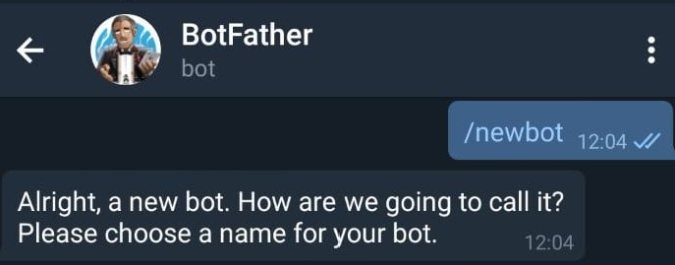 BotFather
bot
/newbot 12:04
Alright, a new bot. How are we going to call it?
Please choose a name for your bot. 12:04